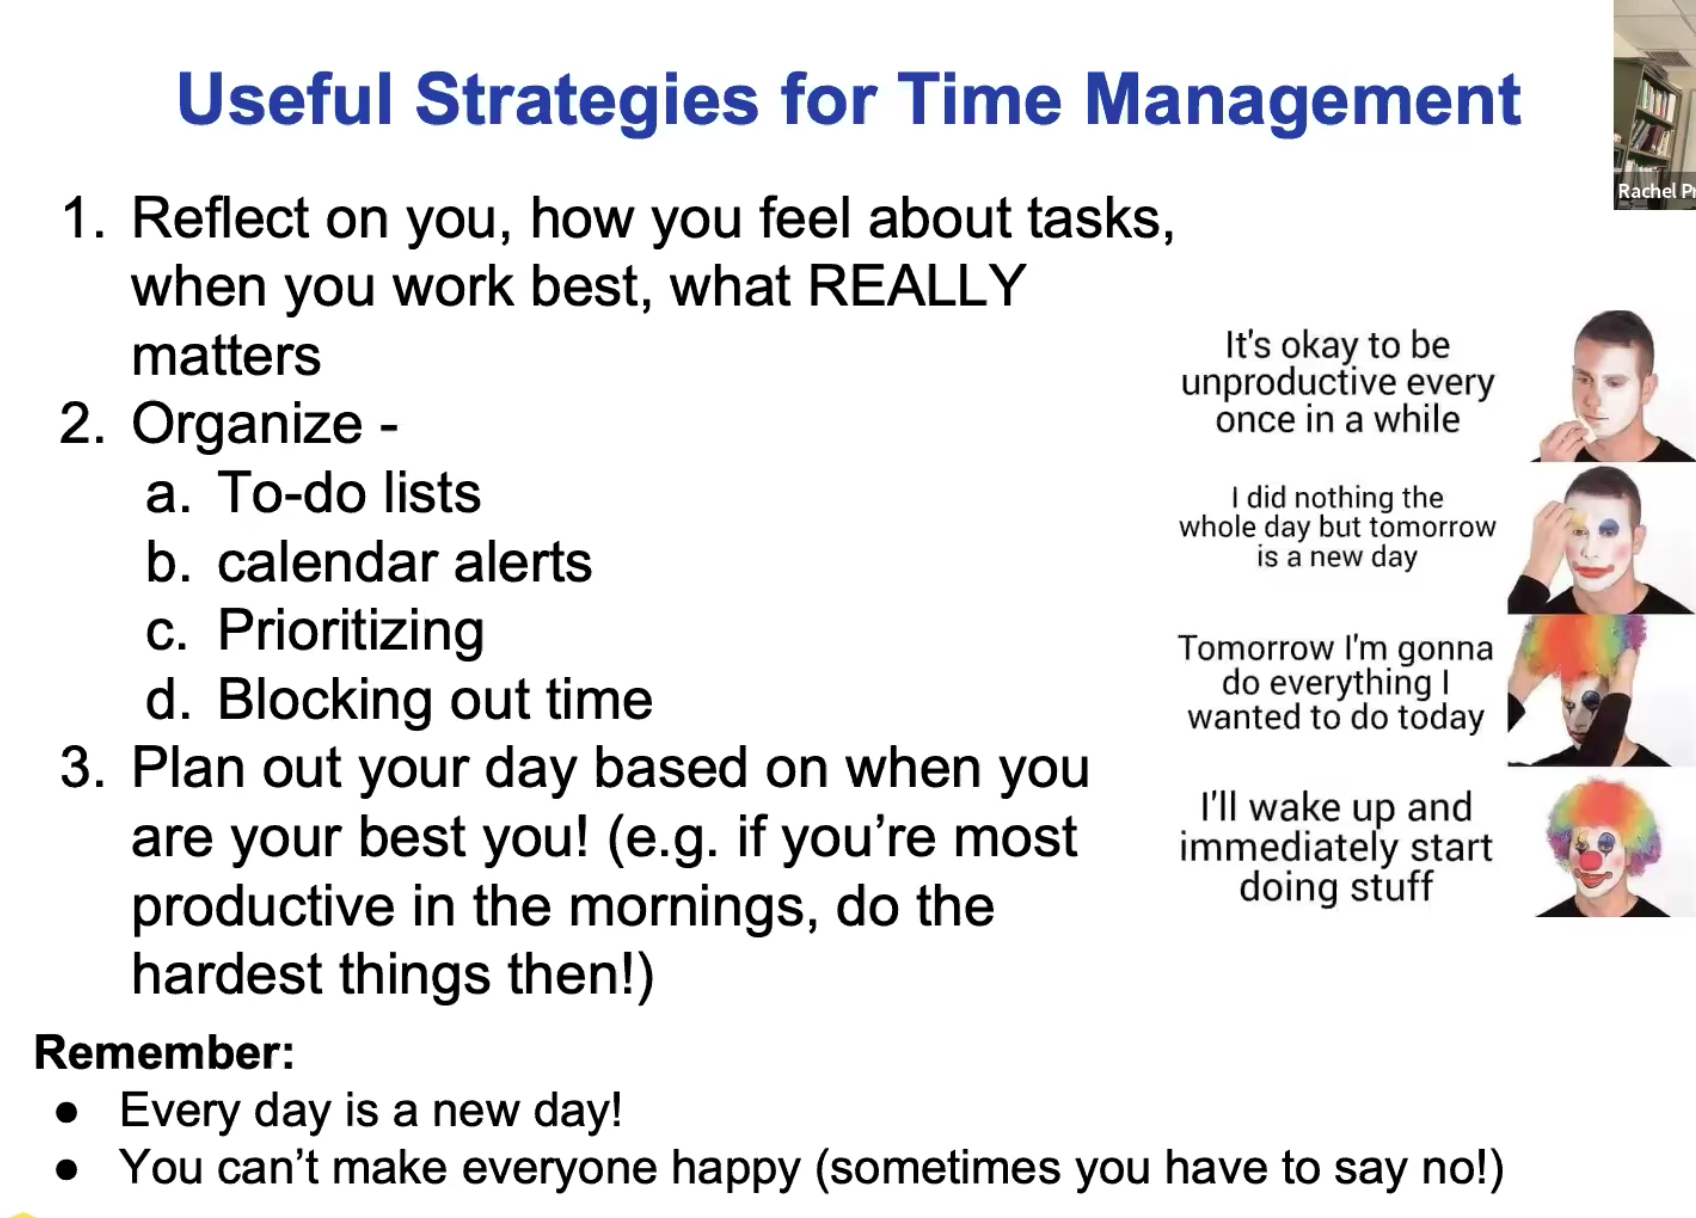 Useful Strategies for Time Management
Rachel
1. Reflect on you, how you feel about tasks,
when you work best, what REALLY
matters
2. Organize -
a. To-do lists
b. calendar alerts
c. Prioritizing
d. Blocking out time
3. Plan out your day based on when you
are your best you! (e.g. if you’re most
productive in the mornings, do the
hardest things then!)
It's okay to be
unproductive every
once in a while
I did nothing the
whole day but tomorrow
is a new day
Tomorrow I'm gonna
do everything I
wanted to do today
I'll wake up and
immediately start
doing stuff
Remember:
● Every day is a new day!
● You can’t make everyone happy (sometimes you have to say no!)